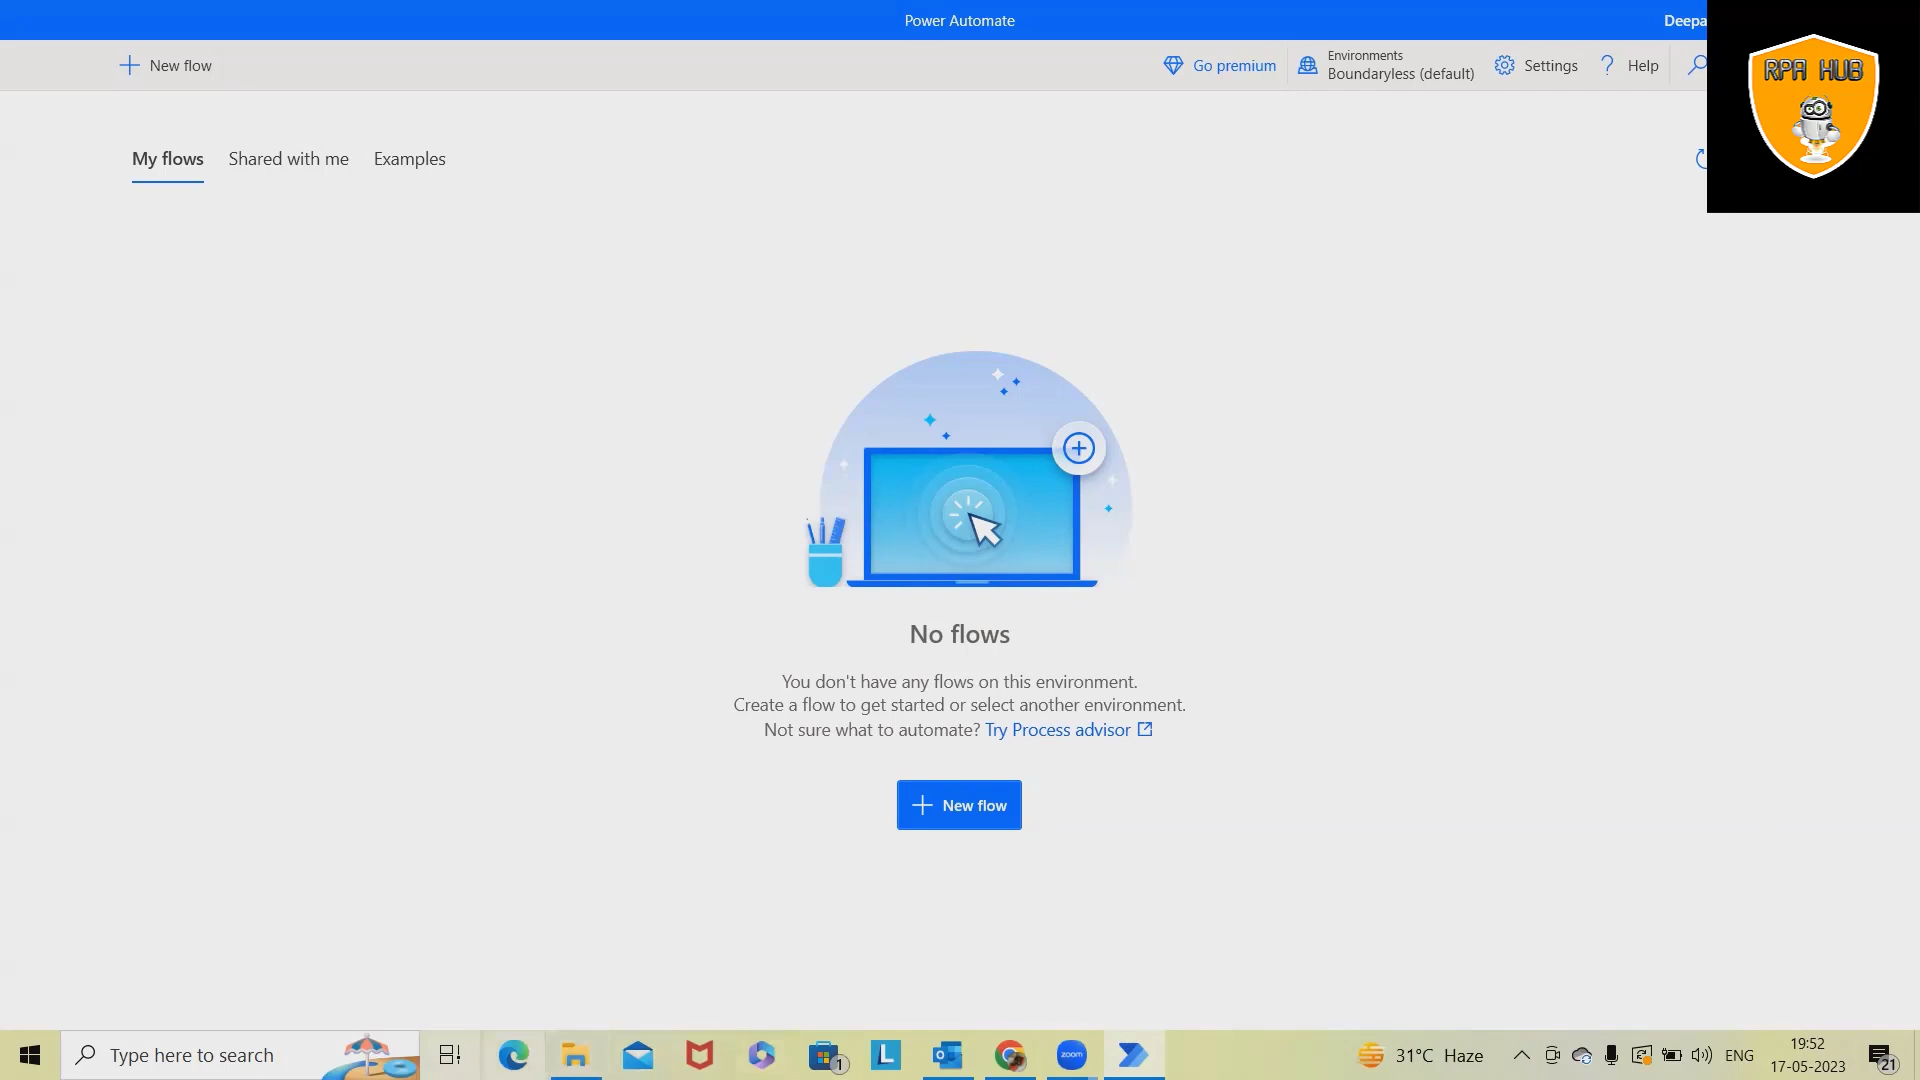 Power Automate
Deepa
New flow
Go premium
Environments
Boundaryless (default)
Settings
Help
RPA HUB
My flows
Shared with me
Examples
No flows
You don't have any flows on this environment.
Create a flow to get started or select another environment.
Not sure what to automate? Try Process advisor
New flow
Type here to search
1
L
zoom
31°C Haze
ENG
19:52
17-05-2023
21